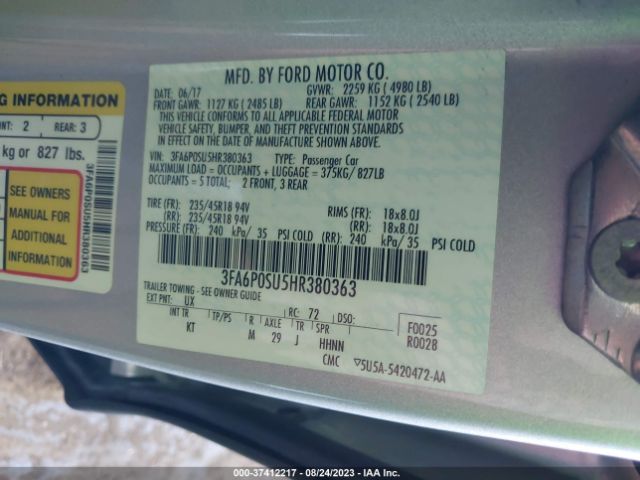 G INFORMATION
NT: 2 REAR: 3
kg or 827 lbs.
SEE OWNERS
MANUAL FOR
ADDITIONAL
INFORMATION
3FA6P0SU5HR380363
MFD. BY FORD MOTOR CO.
DATE: 06/17 GVWR: 2259 KG ( 4980 LB)
FRONT GAWR: 1127 KG ( 2485 LB) REAR GAWR: 1152 KG ( 2540 LB)
THIS VEHICLE CONFORMS TO ALL APPLICABLE FEDERAL MOTOR
VEHICLE SAFETY, BUMPER, AND THEFT PREVENTION STANDARDS
IN EFFECT ON THE DATE OF MANUFACTURE SHOWN ABOVE.
VIN: 3FA6P0SU5HR380363 TYPE: Passenger Car
MAXIMUM LOAD = OCCUPANTS + LUGGAGE = 375KG/ 827LB
OCCUPANTS = 5 TOTAL; 2 FRONT, 3 REAR
TIRE (FR): 235/45R18 94V RIMS (FR): 18x8.0J
(RR): 235/45R18 94V (RR): 18x8.0J
PRESSURE (FR): 240 kPa/ 35 PSI COLD (RR): 240 kPa/ 35 PSI COLD
3FA6P0SU5HR380363
TRAILER TOWING - SEE OWNER GUIDE
EXT PNT: UX RC: 72 DSO: F0025
INT TR TP/PS R AXLE TR SPR R0028
KT M 29 J HHNN
CMC ▽5U5A-5420472-AA
000-37412217 - 08/24/2023 - IAA Inc.